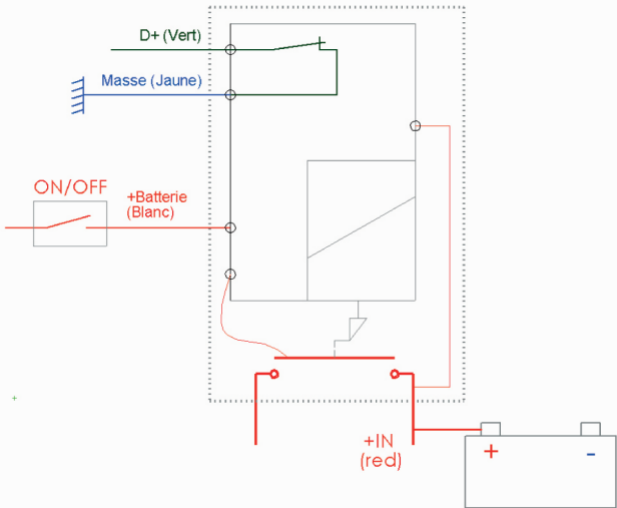 D+ (Vert)
Masse (Jaune)
ON/OFF
+Batterie
(Blanc)
+IN
(red)
+
-